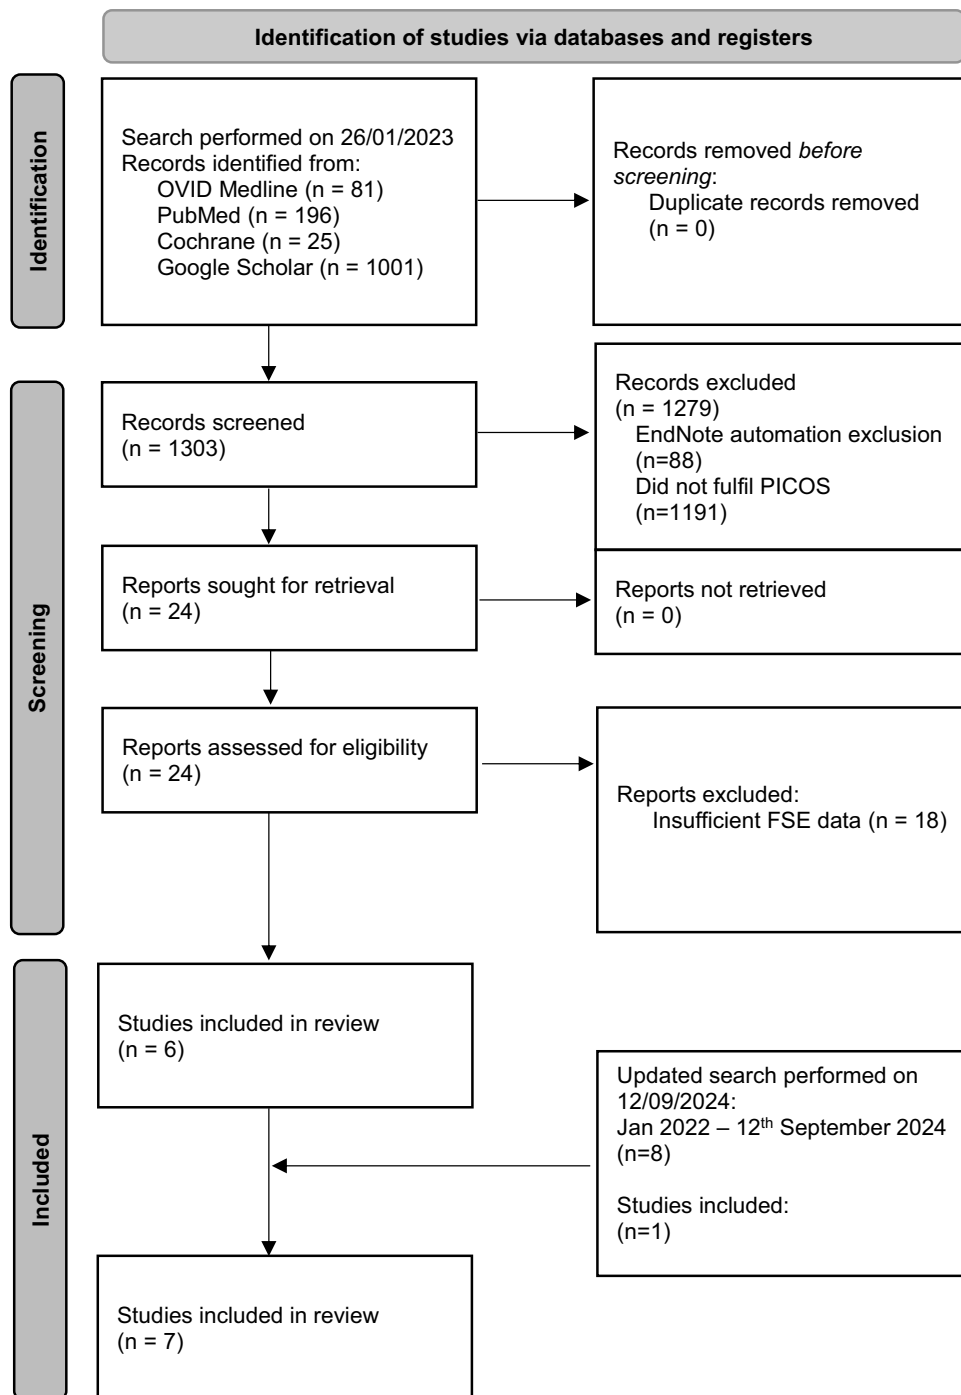 Identification of studies via databases and registers
Identification
Search performed on 26/01/2023
Records identified from:
OVID Medline (n = 81)
PubMed (n = 196)
Cochrane (n = 25)
Google Scholar (n = 1001)
Records removed before
screening:
Duplicate records removed
(n = 0)
Screening
Records screened
(n = 1303)
Records excluded
(n = 1279)
EndNote automation exclusion
(n=88)
Did not fulfil PICOS
(n=1191)
Reports sought for retrieval
(n = 24)
Reports not retrieved
(n = 0)
Reports assessed for eligibility
(n = 24)
Reports excluded:
Insufficient FSE data (n = 18)
Included
Studies included in review
(n = 6)
Updated search performed on
12/09/2024:
Jan 2022 – 12th September 2024
(n=8)
Studies included:
(n=1)
Studies included in review
(n = 7)